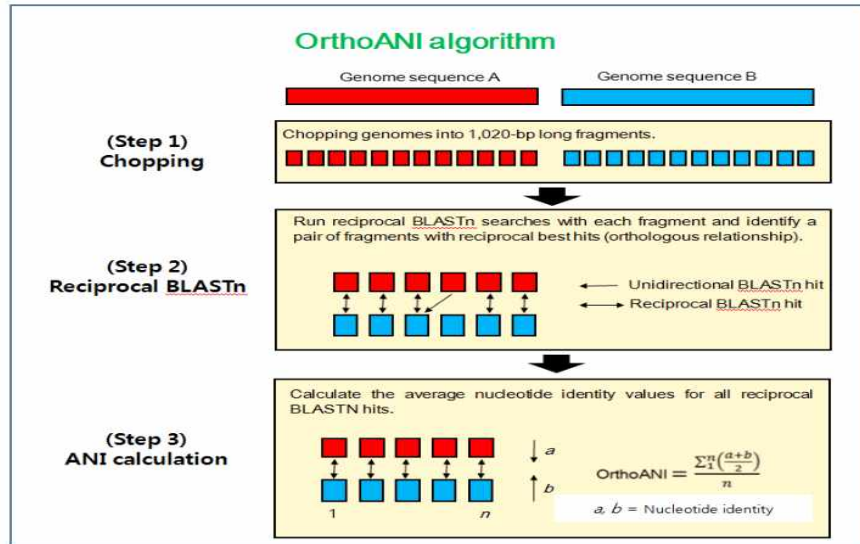 OrthoANI algorithm
Genome sequence A
Genome sequence B
(Step 1)
Chopping
Chopping genomes into 1,020-bp long fragments.
(Step 2)
Reciprocal BLASTn
Run reciprocal BLASTn searches with each fragment and identify a
pair of fragments with reciprocal best hits (orthologous relationship).
Unidirectional BLASTn hit
Reciprocal BLASTn hit
(Step 3)
ANI calculation
Calculate the average nucleotide identity values for all reciprocal
BLASTN hits.
a
b
1
n
OrthoANI = Σ₁ⁿ((a+b)/2)/n
a, b = Nucleotide identity